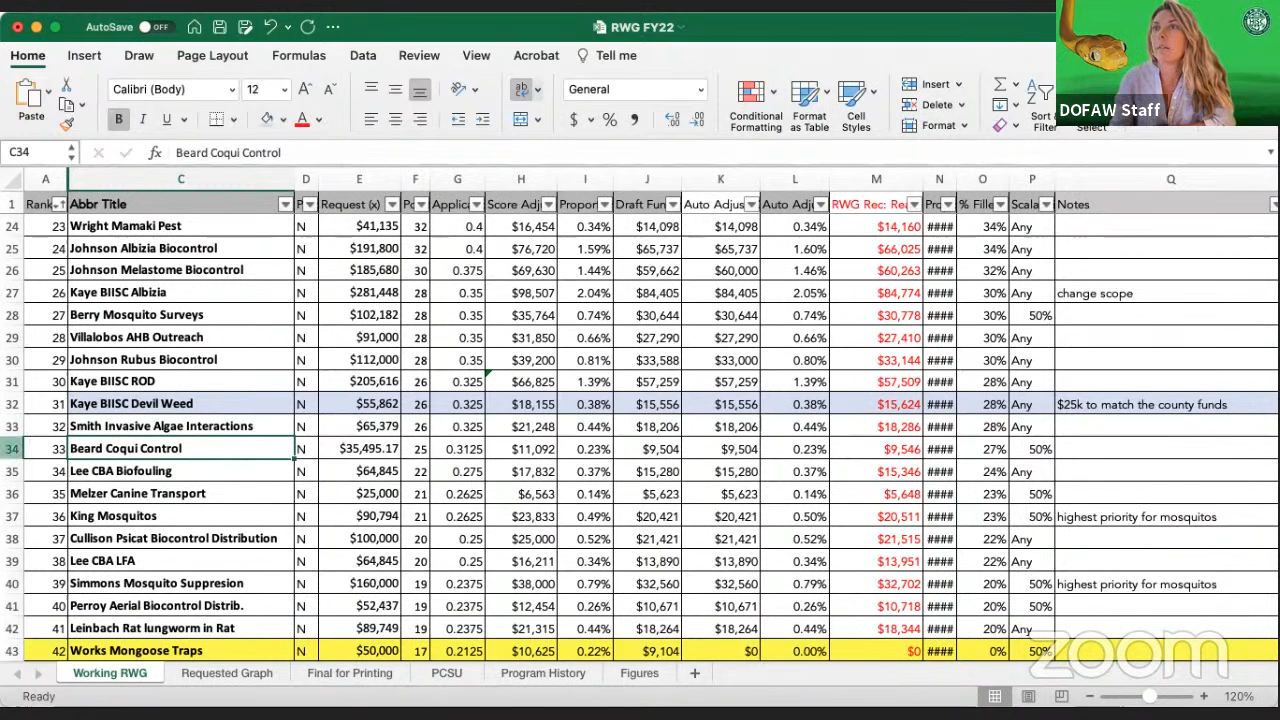 AutoSave OFF RWG FY22
Home Insert Draw Page Layout Formulas Data Review View Acrobat Tell me
Paste Calibri (Body) 12 General Conditional Formatting Format as Table Cell Styles Insert Delete Format Sort Filter Select
DOFAW Staff
C34 fx Beard Coqui Control
A C D E F G H I J K L M N O P Q
1 Rank Abbr Title P Request (x) Po Applica Score Adj Propor Draft Fun Auto Adjus Auto Adj RWG Rec: Rea Pro % Fille Scala Notes
24 23 Wright Mamaki Pest N $41,135 32 0.4 $16,454 0.34% $14,098 $14,098 0.34% $14,160 #### 34% Any
25 24 Johnson Albizia Biocontrol N $191,800 32 0.4 $76,720 1.59% $65,737 $65,737 1.60% $66,025 #### 34% Any
26 25 Johnson Melastome Biocontrol N $185,680 30 0.375 $69,630 1.44% $59,662 $60,000 1.46% $60,263 #### 32% Any
27 26 Kaye BIISC Albizia N $281,448 28 0.35 $98,507 2.04% $84,405 $84,405 2.05% $84,774 #### 30% Any change scope
28 27 Berry Mosquito Surveys N $102,182 28 0.35 $35,764 0.74% $30,644 $30,644 0.74% $30,778 #### 30% 50%
29 28 Villalobos AHB Outreach N $91,000 28 0.35 $31,850 0.66% $27,290 $27,290 0.66% $27,410 #### 30% Any
30 29 Johnson Rubus Biocontrol N $112,000 28 0.35 $39,200 0.81% $33,588 $33,000 0.80% $33,144 #### 30% Any
31 30 Kaye BIISC ROD N $205,616 26 0.325 $66,825 1.39% $57,259 $57,259 1.39% $57,509 #### 28% Any
32 31 Kaye BIISC Devil Weed N $55,862 26 0.325 $18,155 0.38% $15,556 $15,556 0.38% $15,624 #### 28% Any $25k to match the county funds
33 32 Smith Invasive Algae Interactions N $65,379 26 0.325 $21,248 0.44% $18,206 $18,206 0.44% $18,286 #### 28% Any
34 33 Beard Coqui Control N $35,495.17 25 0.3125 $11,092 0.23% $9,504 $9,504 0.23% $9,546 #### 27% 50%
35 34 Lee CBA Biofouling N $64,845 22 0.275 $17,832 0.37% $15,280 $15,280 0.37% $15,346 #### 24% Any
36 35 Melzer Canine Transport N $25,000 21 0.2625 $6,563 0.14% $5,623 $5,623 0.14% $5,648 #### 23% 50%
37 36 King Mosquitos N $90,794 21 0.2625 $23,833 0.49% $20,421 $20,421 0.50% $20,511 #### 23% 50% highest priority for mosquitos
38 37 Cullison Psicat Biocontrol Distribution N $100,000 20 0.25 $25,000 0.52% $21,421 $21,421 0.52% $21,515 #### 22% Any
39 38 Lee CBA LFA N $64,845 20 0.25 $16,211 0.34% $13,890 $13,890 0.34% $13,951 #### 22% Any
40 39 Simmons Mosquito Suppresion N $160,000 19 0.2375 $38,000 0.79% $32,560 $32,560 0.79% $32,702 #### 20% 50% highest priority for mosquitos
41 40 Perroy Aerial Biocontrol Distrib. N $52,437 19 0.2375 $12,454 0.26% $10,671 $10,671 0.26% $10,718 #### 20% 50%
42 41 Leinbach Rat lungworm in Rat N $89,749 19 0.2375 $21,315 0.44% $18,264 $18,264 0.44% $18,344 #### 20% Any
43 42 Works Mongoose Traps N $50,000 17 0.2125 $10,625 0.22% $9,104 $0 0.00% $0 #### 0% 50%
zoom
Working RWG Requested Graph Final for Printing PCSU Program History Figures +
Ready 120%